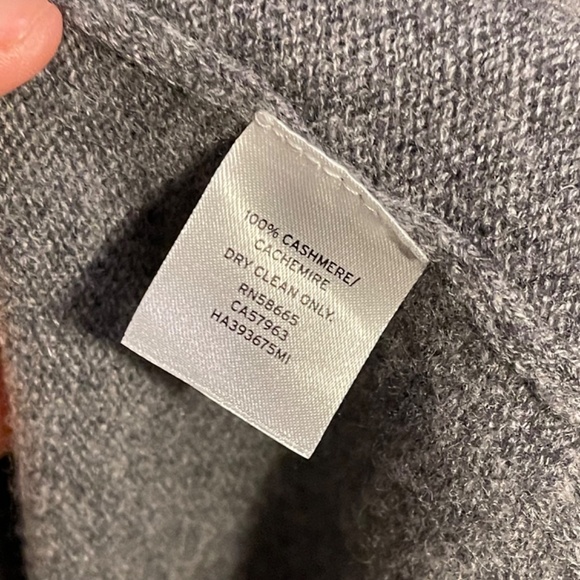 100% CASHMERE/
CACHEMIRE
DRY CLEAN ONLY.
RN58665
CA57963
HA393675MI